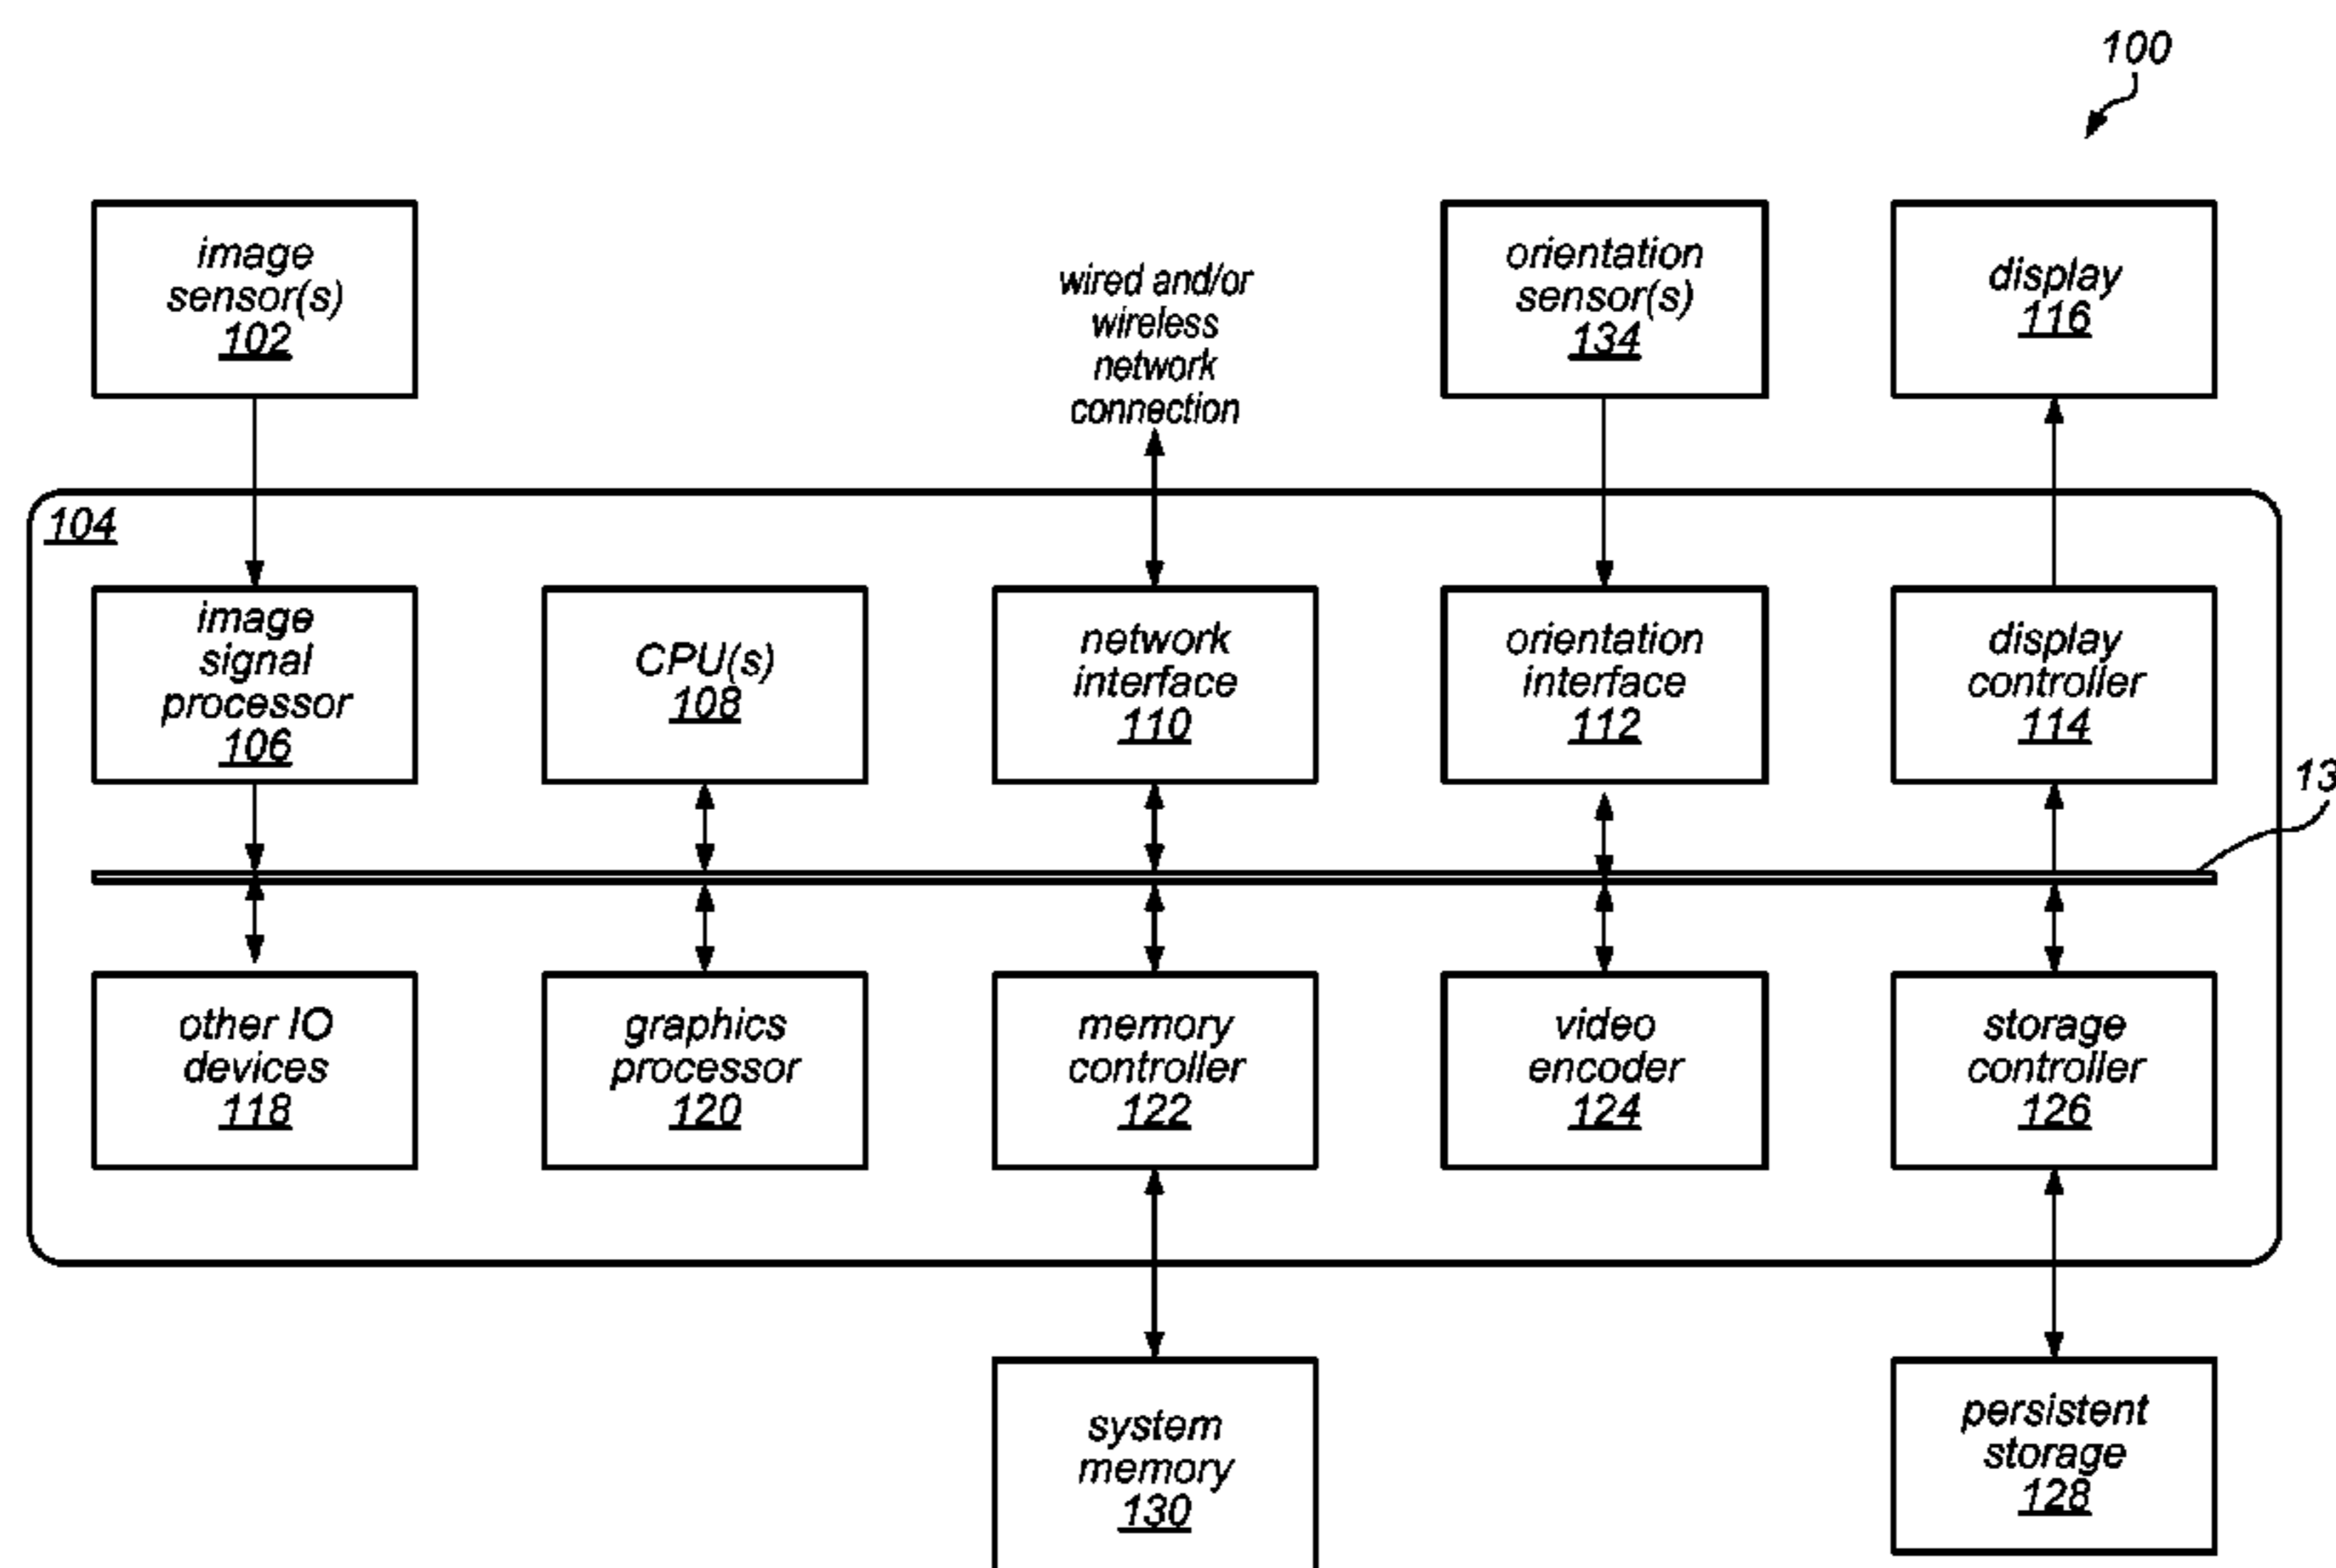 100
image
sensor(s)
102
wired and/or
wireless
network
connection
orientation
sensor(s)
134
display
116
104
image
signal
processor
106
CPU(s)
108
network
interface
110
orientation
interface
112
display
controller
114
13
other IO
devices
118
graphics
processor
120
memory
controller
122
video
encoder
124
storage
controller
126
system
memory
130
persistent
storage
128